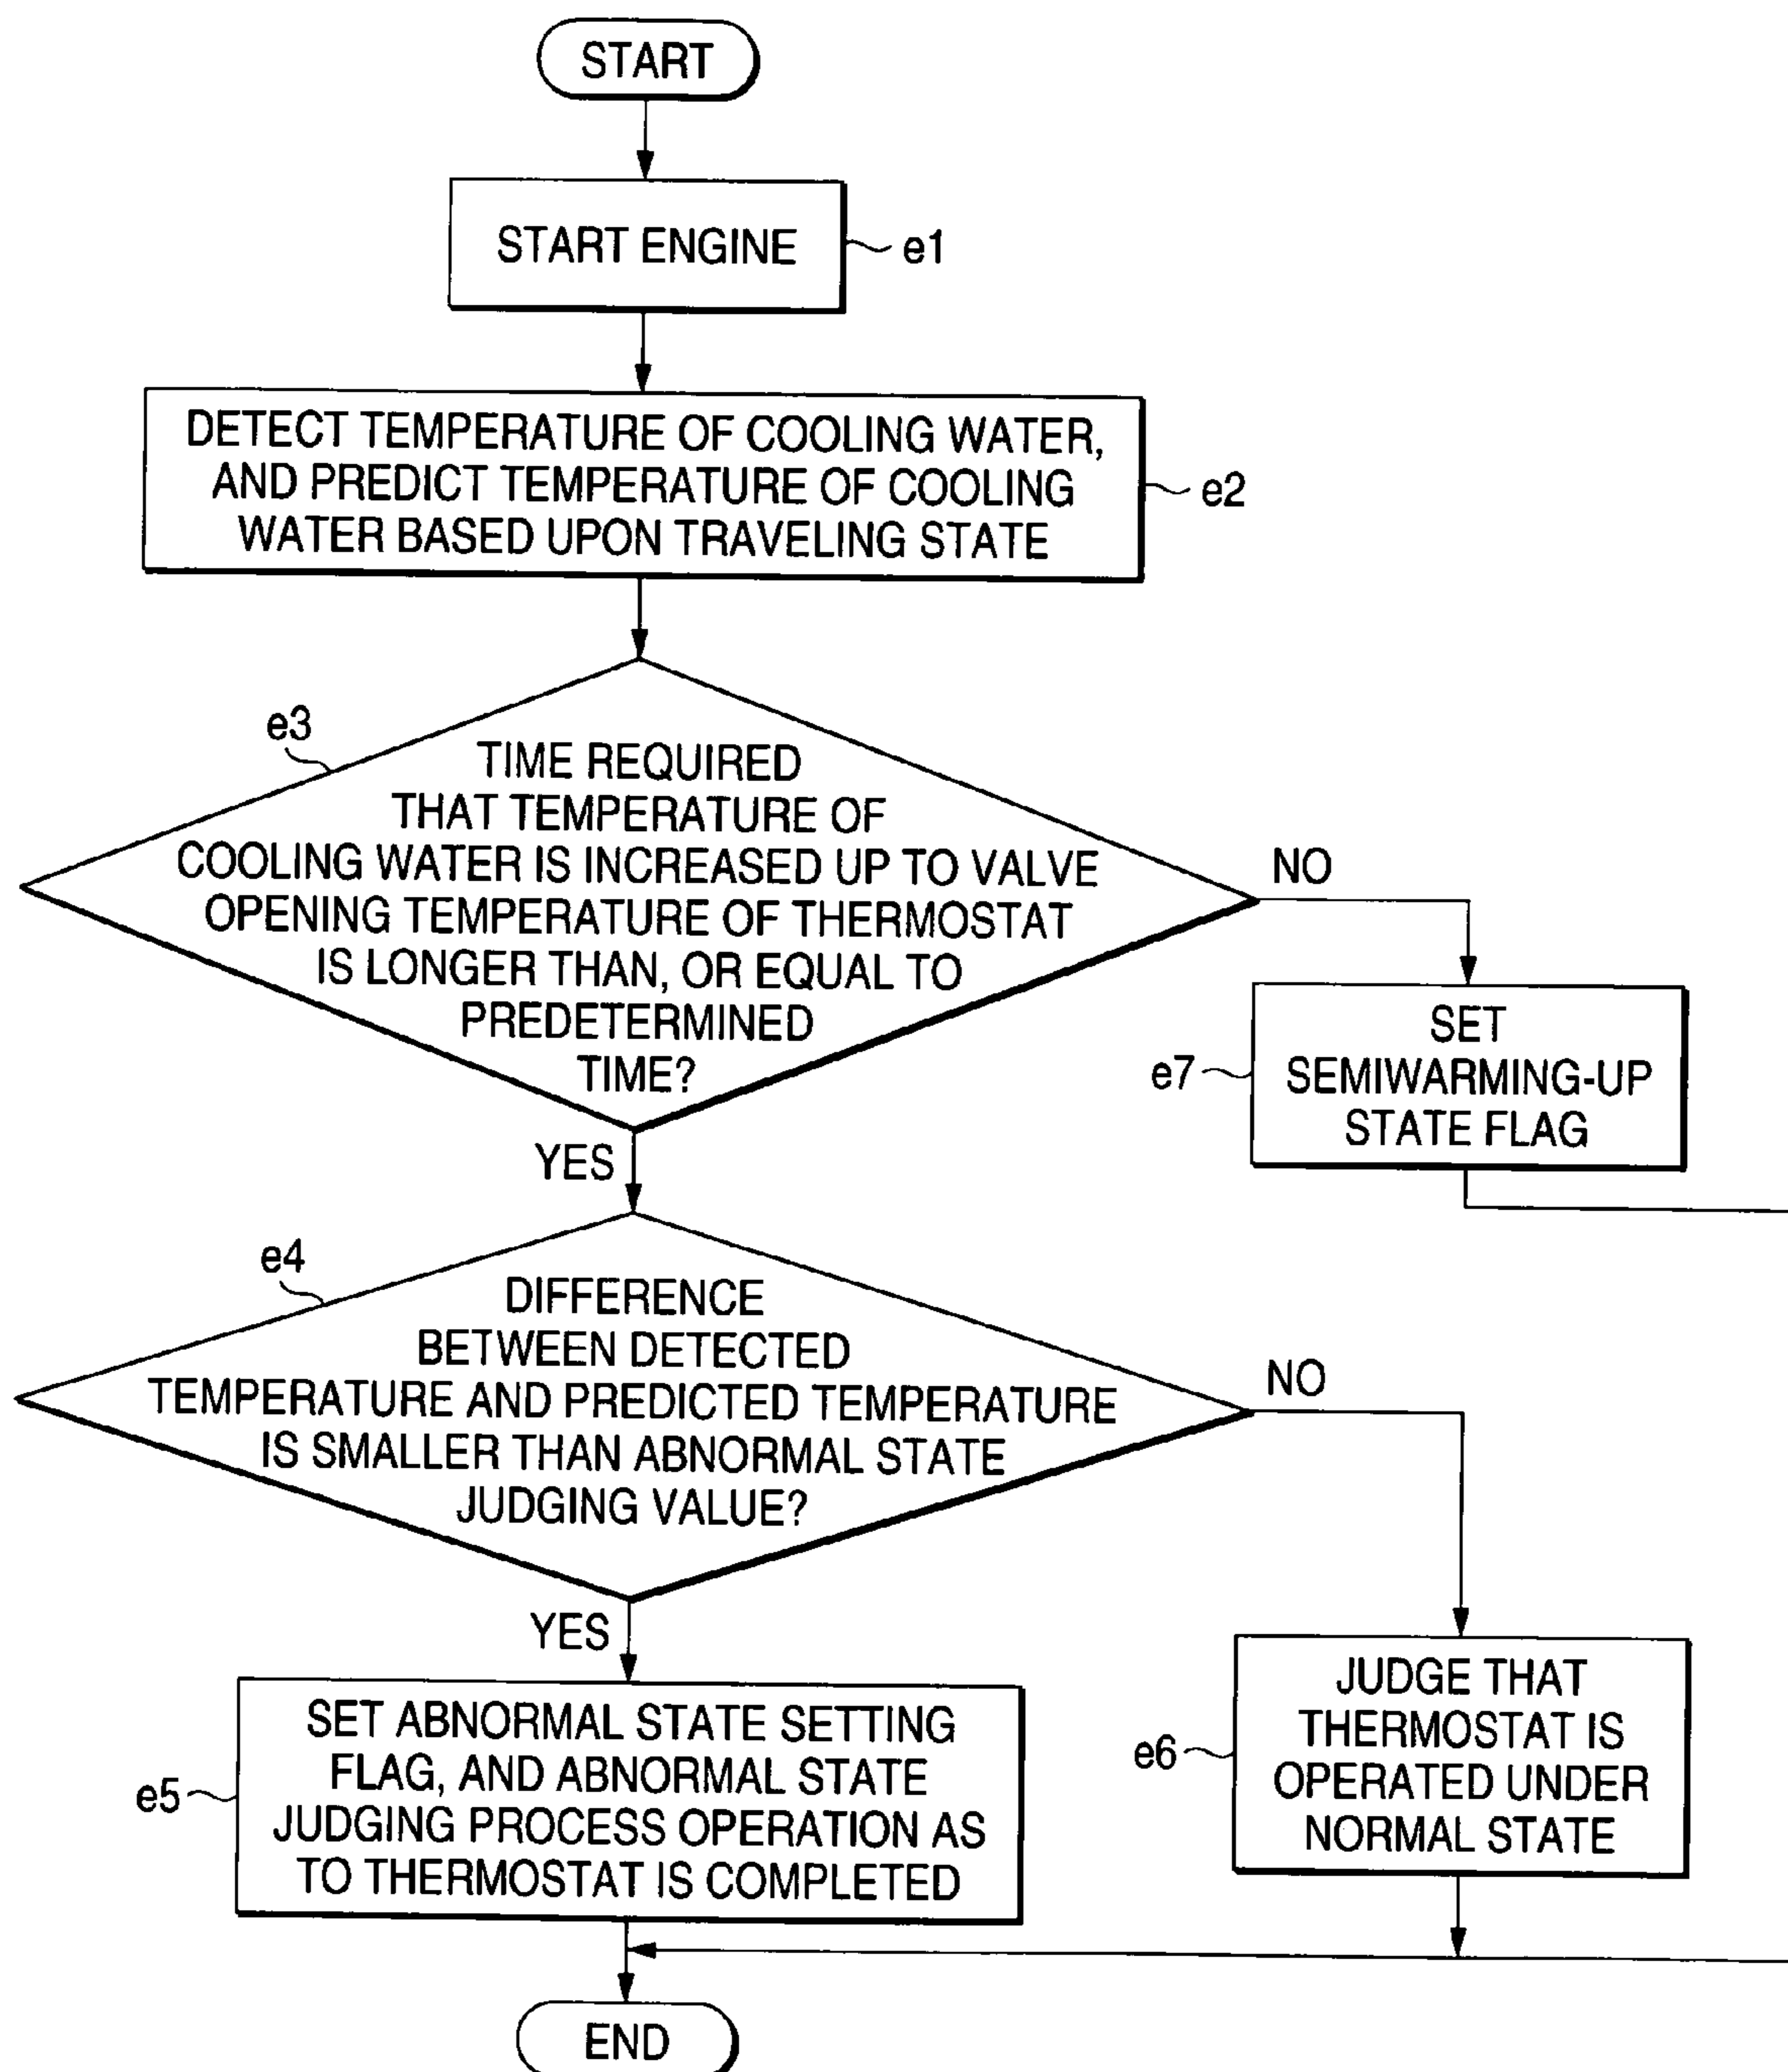 START
START ENGINE
e1
DETECT TEMPERATURE OF COOLING WATER,
AND PREDICT TEMPERATURE OF COOLING
WATER BASED UPON TRAVELING STATE
e2
e3
TIME REQUIRED
THAT TEMPERATURE OF
COOLING WATER IS INCREASED UP TO VALVE
OPENING TEMPERATURE OF THERMOSTAT
IS LONGER THAN, OR EQUAL TO
PREDETERMINED
TIME?
NO
YES
e7
SET
SEMIWARMING-UP
STATE FLAG
e4
DIFFERENCE
BETWEEN DETECTED
TEMPERATURE AND PREDICTED TEMPERATURE
IS SMALLER THAN ABNORMAL STATE
JUDGING VALUE?
NO
YES
e5
SET ABNORMAL STATE SETTING
FLAG, AND ABNORMAL STATE
JUDGING PROCESS OPERATION AS
TO THERMOSTAT IS COMPLETED
e6
JUDGE THAT
THERMOSTAT IS
OPERATED UNDER
NORMAL STATE
END